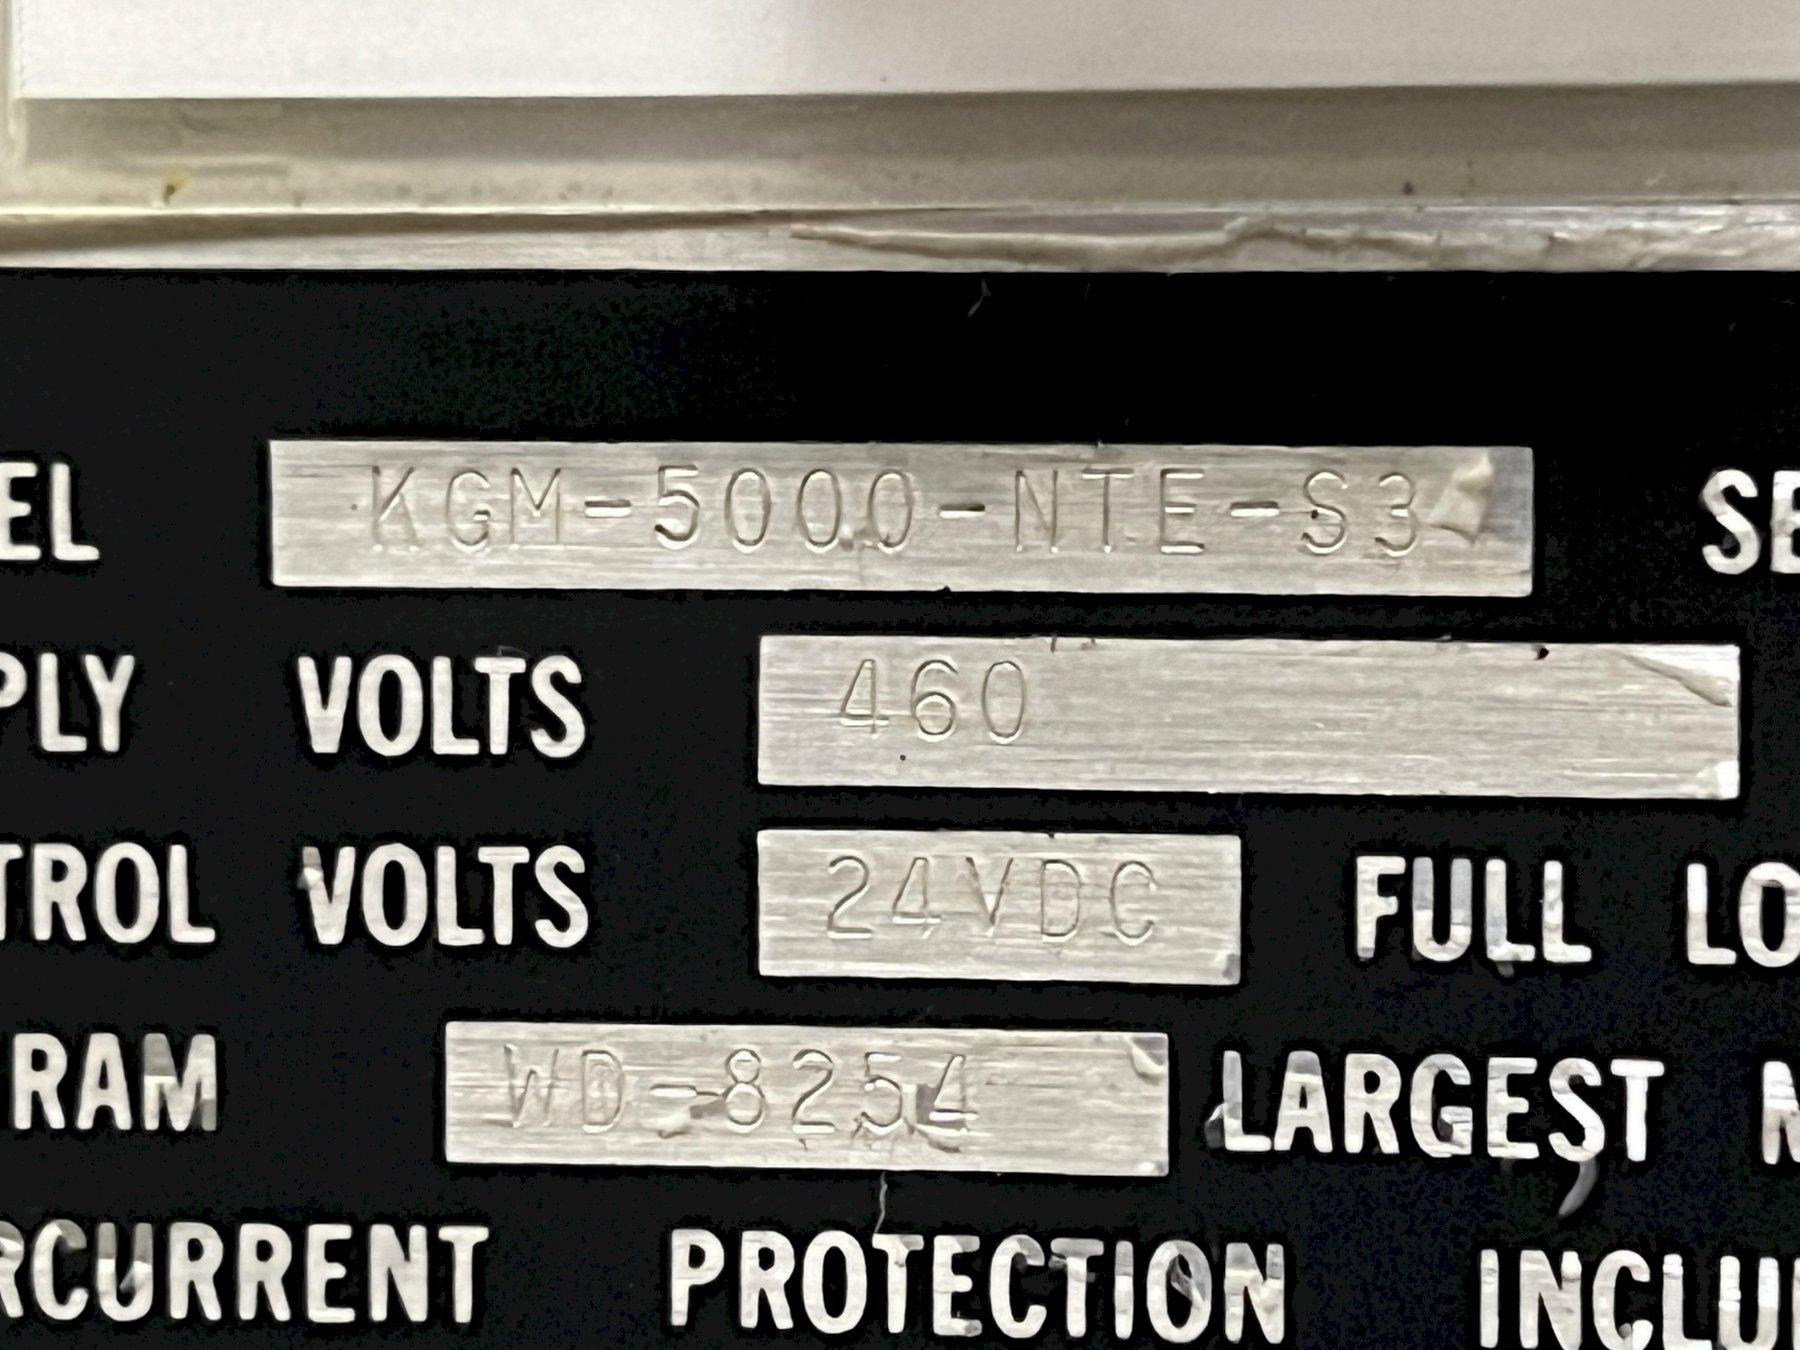 EL KGM-5000-NTE-S3 SE
PLY VOLTS 460
TROL VOLTS 24VDC FULL LO
RAM WD-8254 LARGEST M
RCURRENT PROTECTION INCLU